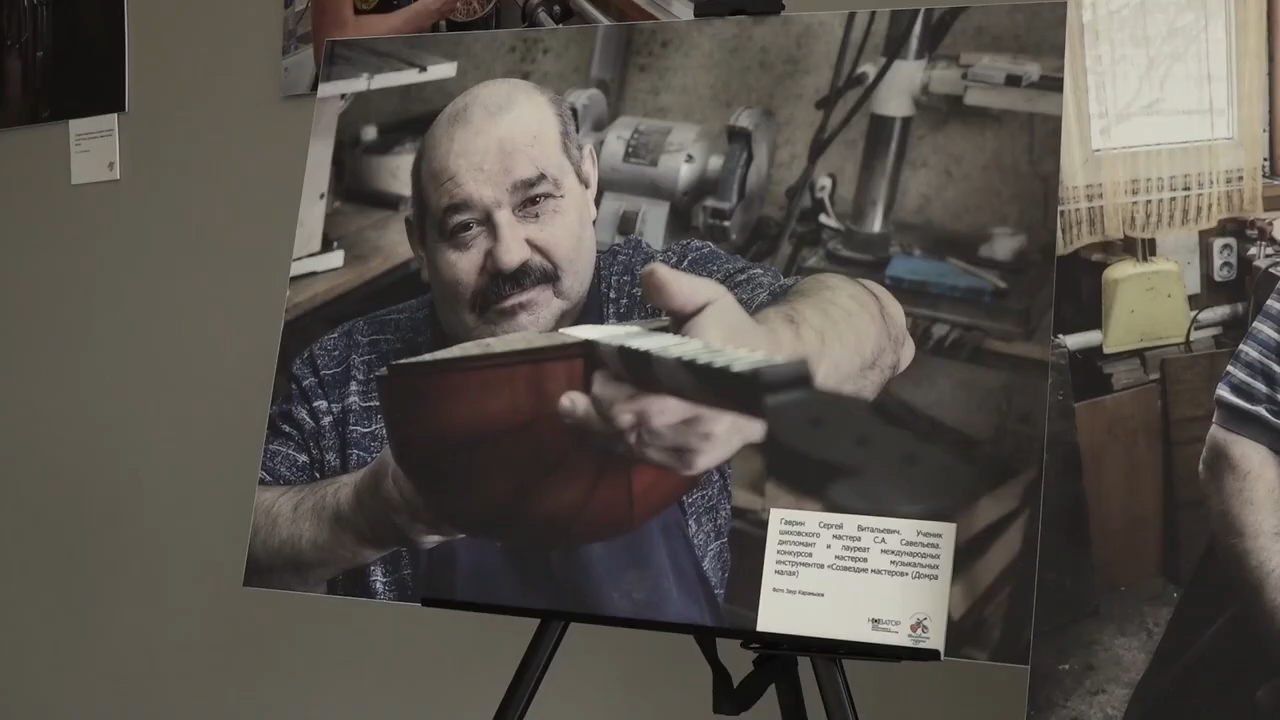 Гаврин Сергей Витальевич. Ученик
шиховского мастера С.А. Савельева,
дипломант и лауреат международных
конкурсов мастеров музыкальных
инструментов «Созвездие мастеров» (Домра
малая)
Фото Заур Карамызов
НОВАТОР